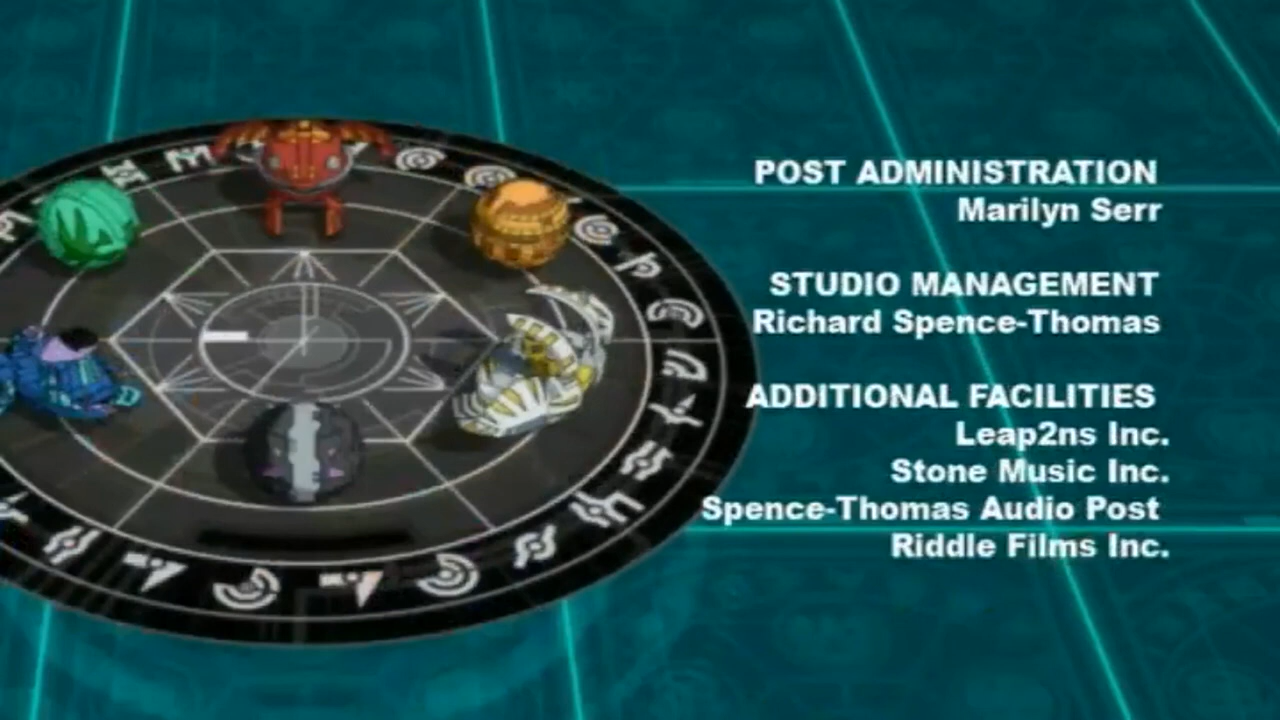 POST ADMINISTRATION
Marilyn Serr
STUDIO MANAGEMENT
Richard Spence-Thomas
ADDITIONAL FACILITIES
Leap2ns Inc.
Stone Music Inc.
Spence-Thomas Audio Post
Riddle Films Inc.